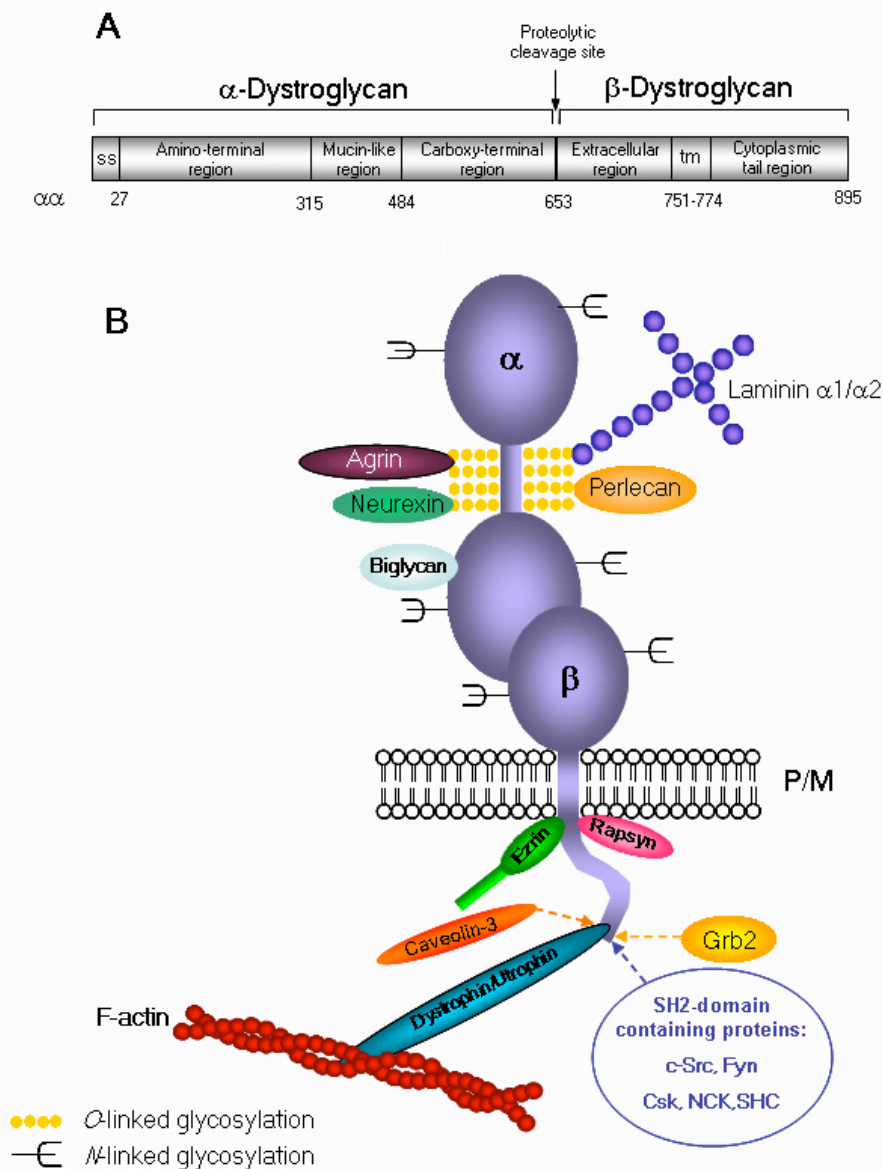 A
Proteolytic
cleavage site
α-Dystroglycan
β-Dystroglycan
ss
Amino-terminal
region
Mucin-like
region
Carboxy-terminal
region
Extracellular
region
tm
Cytoplasmic
tail region
αα
27
315
484
653
751-774
895
B
α
Laminin α1/α2
Agrin
Neurexin
Perlecan
Biglycan
β
P/M
Ezrin
Rapsyn
Caveolin-3
Grb2
Dystrophin/Utrophin
F-actin
SH2-domain
containing proteins:
c-Src, Fyn
Csk, NCK,SHC
O-linked glycosylation
N-linked glycosylation